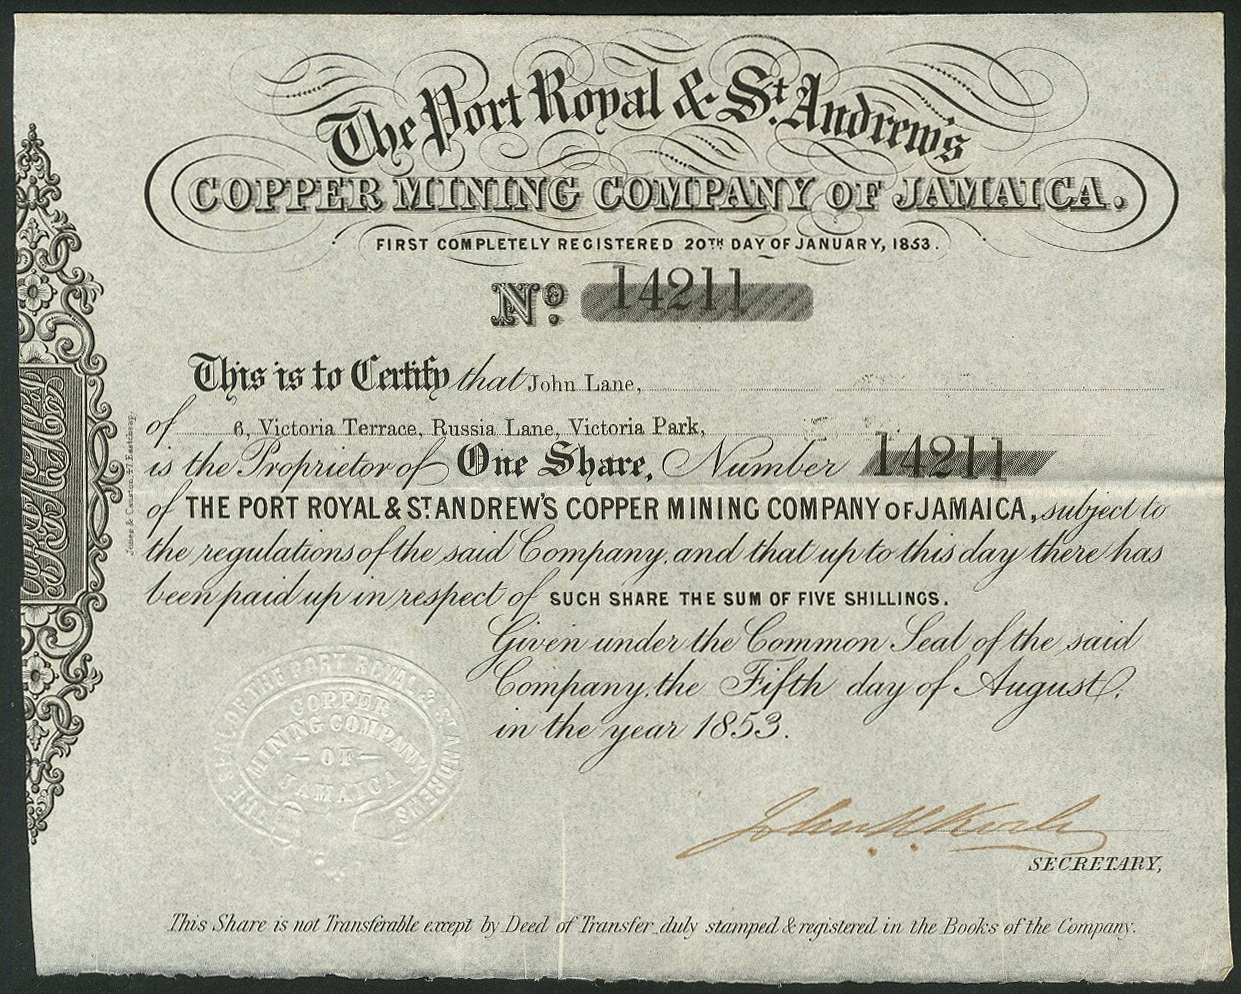 The Port Royal & St. Andrew's
COPPER MINING COMPANY OF JAMAICA.
FIRST COMPLETELY REGISTERED 20TH DAY OF JANUARY, 1853.
No. 14211
This is to Certify that John Lane,
of 6, Victoria Terrace, Russia Lane, Victoria Park,
is the Proprietor of One Share, Number 14211
of THE PORT ROYAL & ST. ANDREW'S COPPER MINING COMPANY OF JAMAICA, subject to
the regulations of the said Company, and that up to this day there has
been paid up in respect of SUCH SHARE THE SUM OF FIVE SHILLINGS.
Given under the Common Seal of the said
Company, the Fifth day of August,
in the year 1853.
THE SEAL OF THE PORT ROYAL & ST ANDREWS
COPPER
MINING COMPANY
OF
JAMAICA
John
SECRETARY,
This Share is not Transferable except by Deed of Transfer duly stamped & registered in the Books of the Company.
Jones & Causton, 47 Eastcheap.